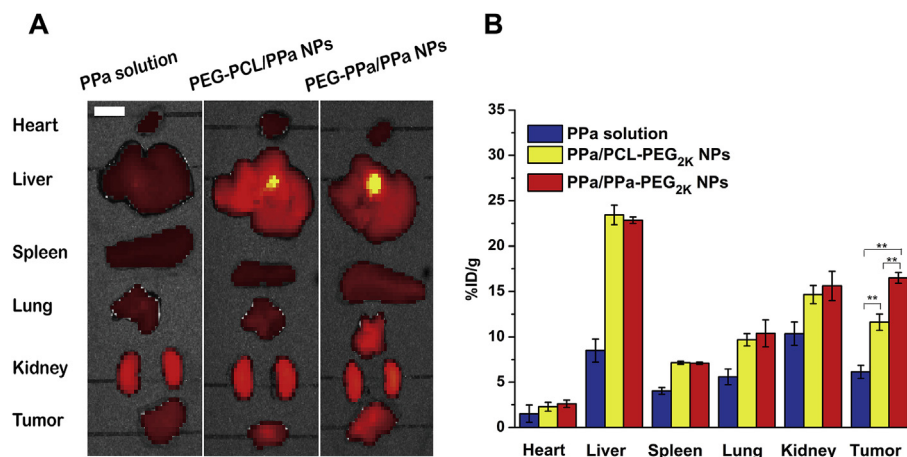 A
PPa solution
PEG-PCL/PPa NPs
PEG-PPa/PPa NPs
Heart
Liver
Spleen
Lung
Kidney
Tumor
B
35
30
25
20
15
10
5
0
%ID/g
PPa solution
PPa/PCL-PEG2K NPs
PPa/PPa-PEG2K NPs
**
**
**
Heart Liver Spleen Lung Kidney Tumor